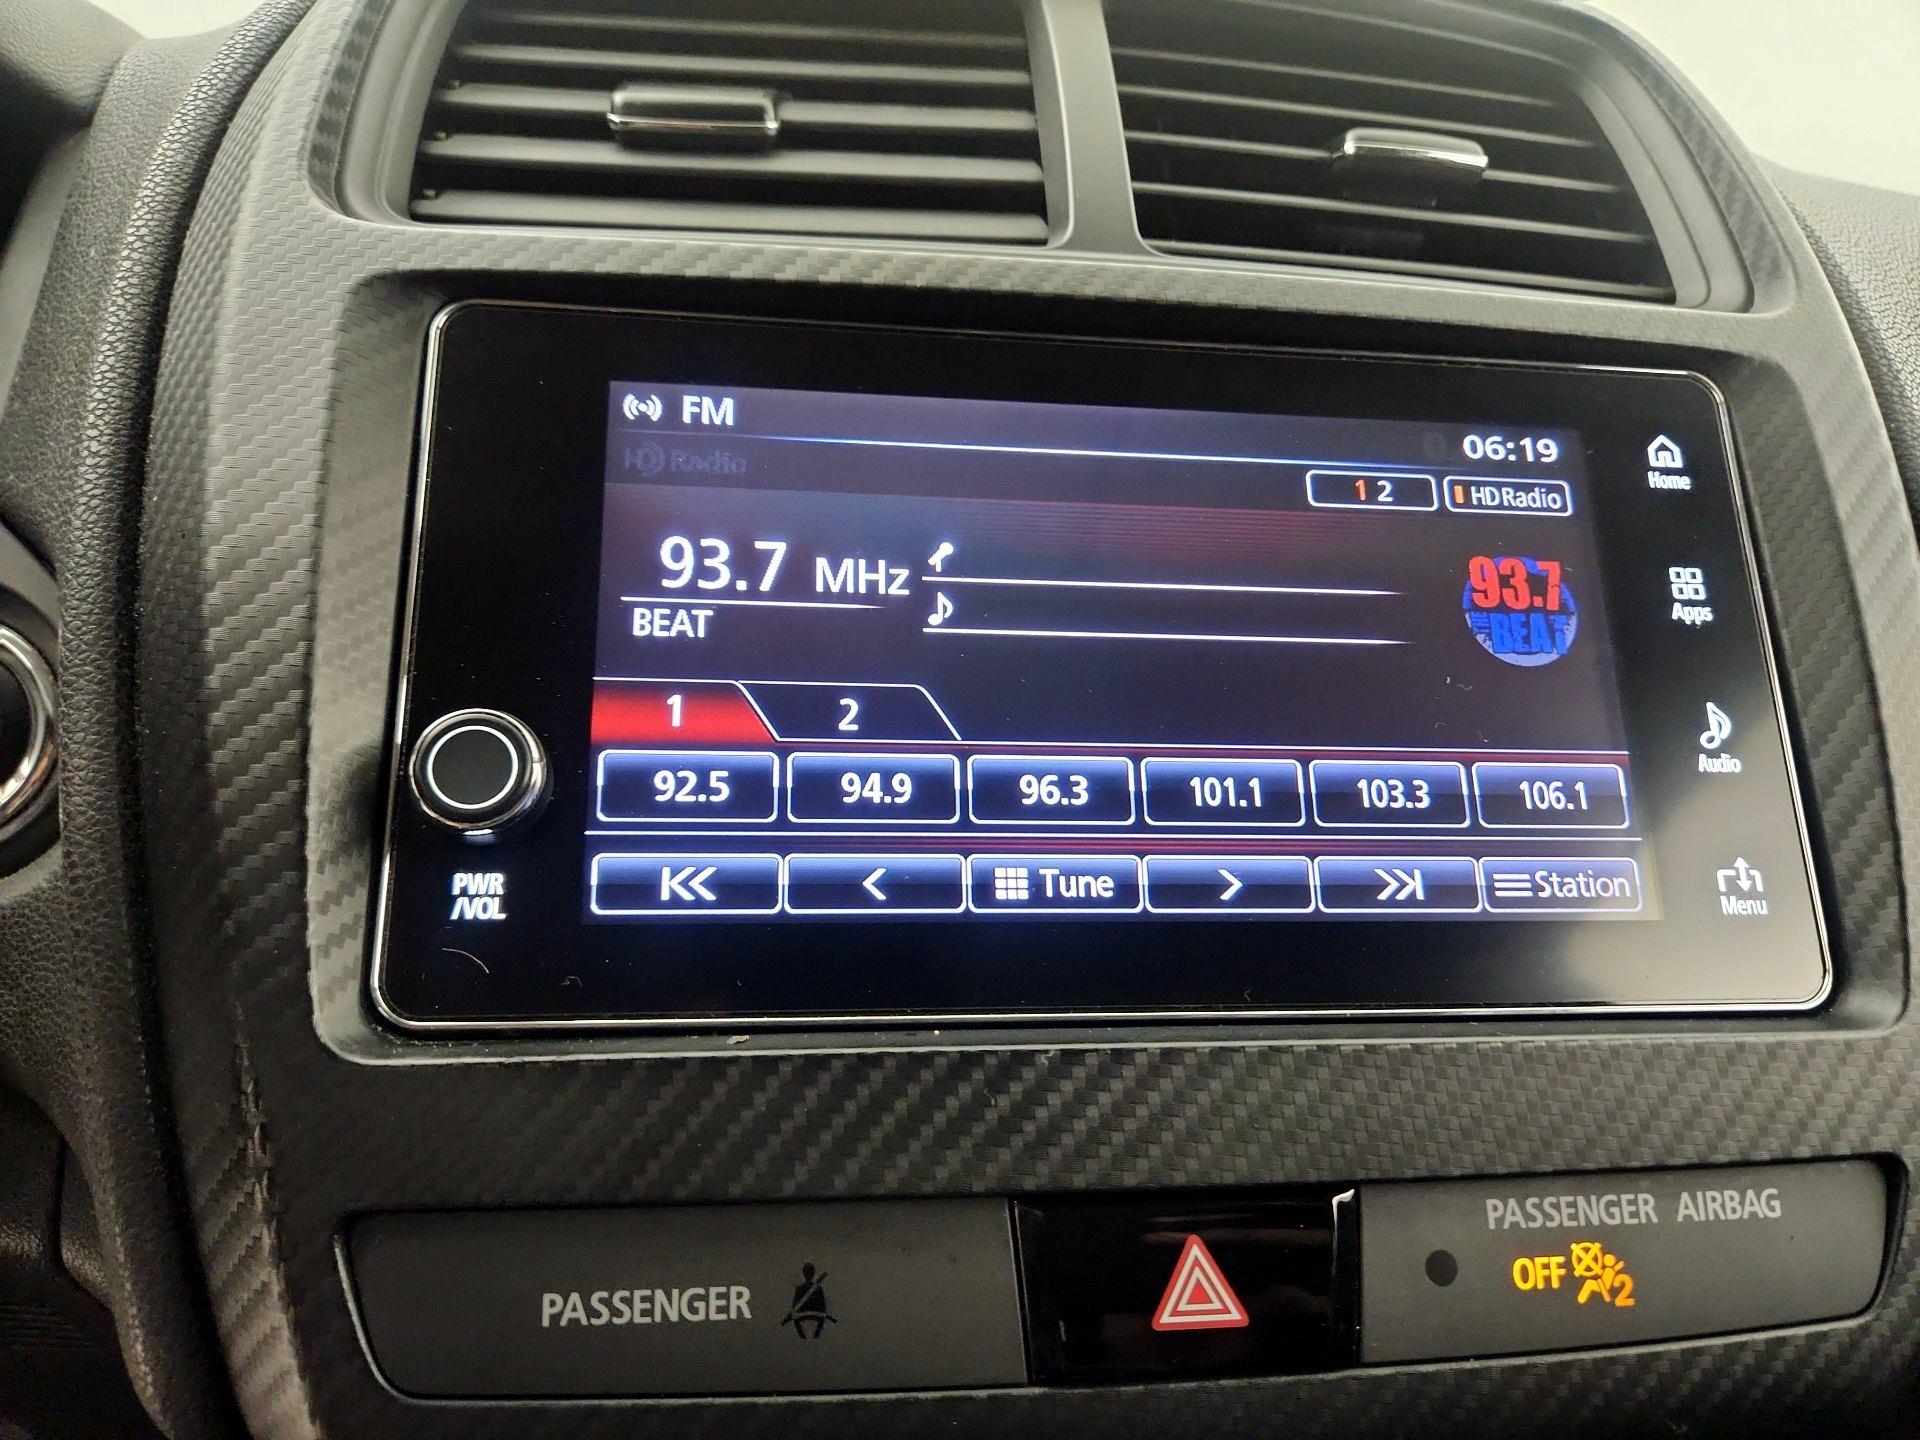 FM
06:19
HD Radio
1 2
HD Radio
Home
93.7 MHz
BEAT
93.7
THE
BEAT
Apps
1
2
Audio
92.5
94.9
96.3
101.1
103.3
106.1
Tune
Station
PWR
/VOL
Menu
PASSENGER
PASSENGER AIRBAG
OFF
2